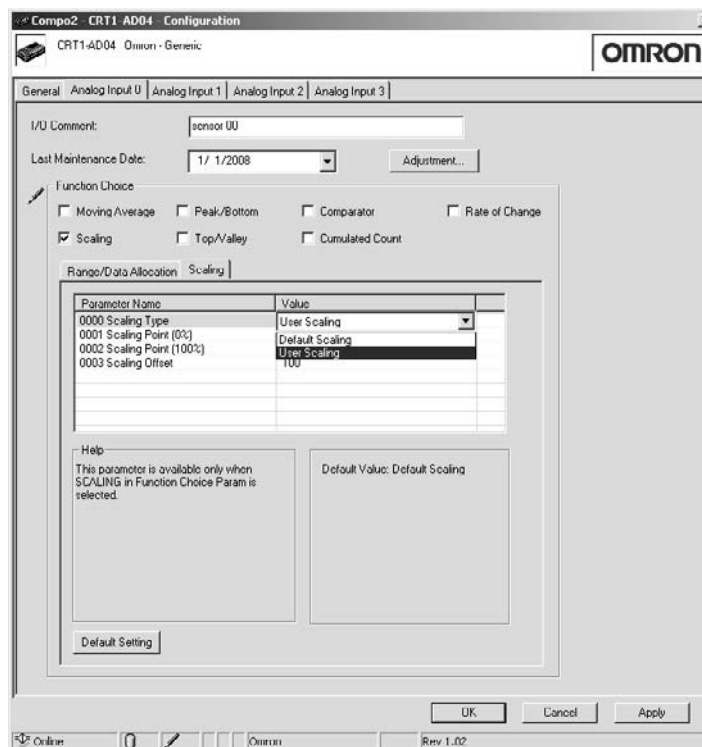 Compo2 - CRT1-AD04 - Configuration
CRT1-AD04 Omron - Generic
OMRON
General Analog Input 0 Analog Input 1 Analog Input 2 Analog Input 3
I/O Comment: sensor 00
Last Maintenance Date: 1/ 1/2008 Adjustment...
Function Choice
Moving Average Peak/Bottom Comparator Rate of Change
Scaling Top/Valley Cumulated Count
Range/Data Allocation Scaling
Parameter Name Value
0000 Scaling Type User Scaling
0001 Scaling Point (0%) Default Scaling
0002 Scaling Point (100%) User Scaling
0003 Scaling Offset 100
Help
This parameter is available only when
SCALING in Function Choice Param is
selected.
Default Value: Default Scaling
Default Setting
OK Cancel Apply
Online Omron Rev 1.02